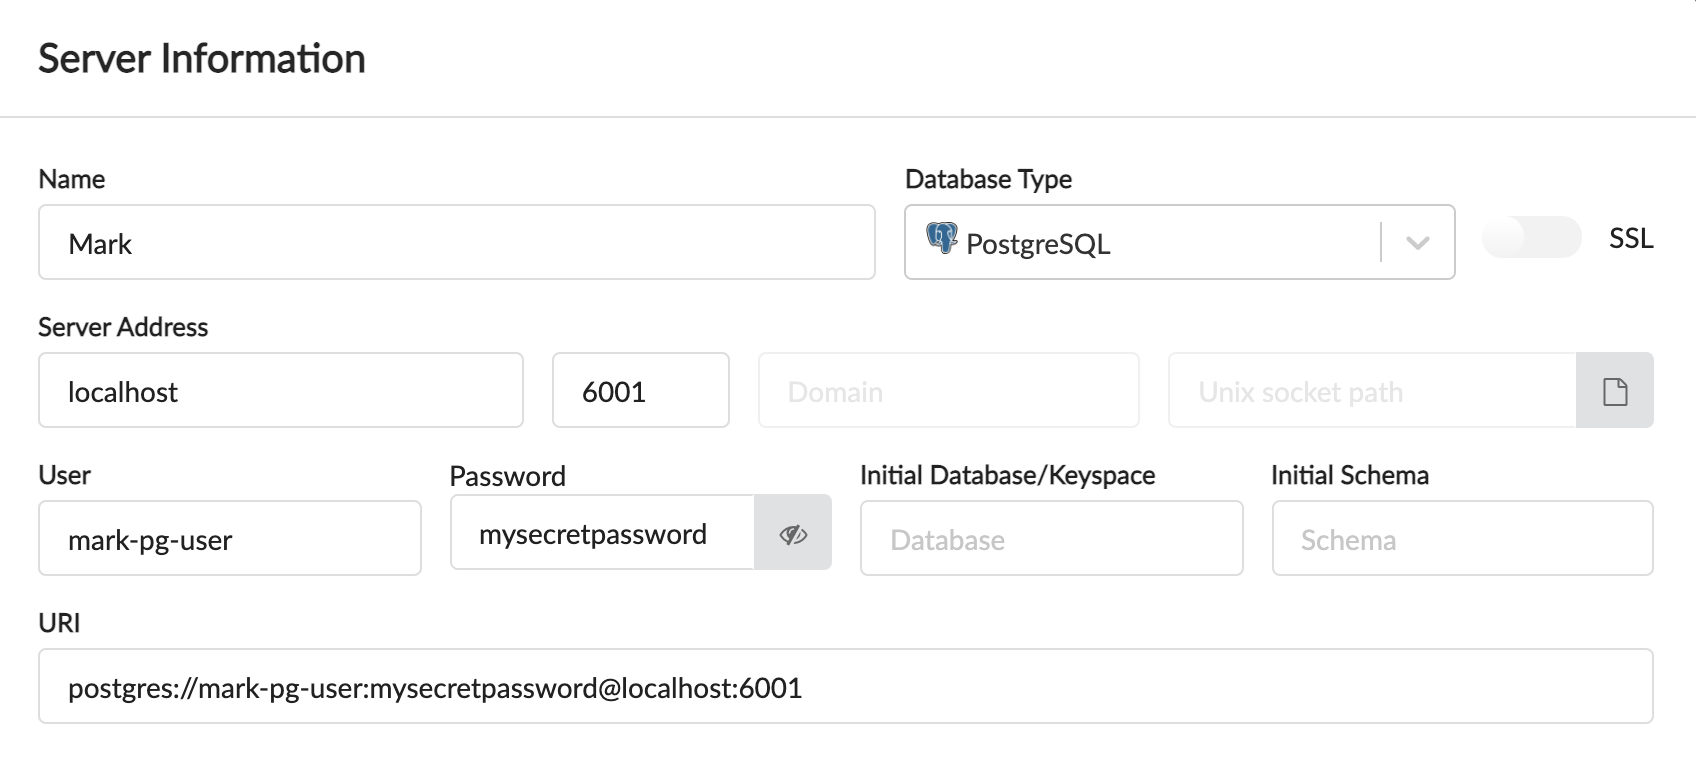 Server Information
Name
Database Type
Mark
PostgreSQL
SSL
Server Address
localhost
6001
Domain
Unix socket path
User
Password
Initial Database/Keyspace
Initial Schema
mark-pg-user
mysecretpassword
Database
Schema
URI
postgres://mark-pg-user:mysecretpassword@localhost:6001